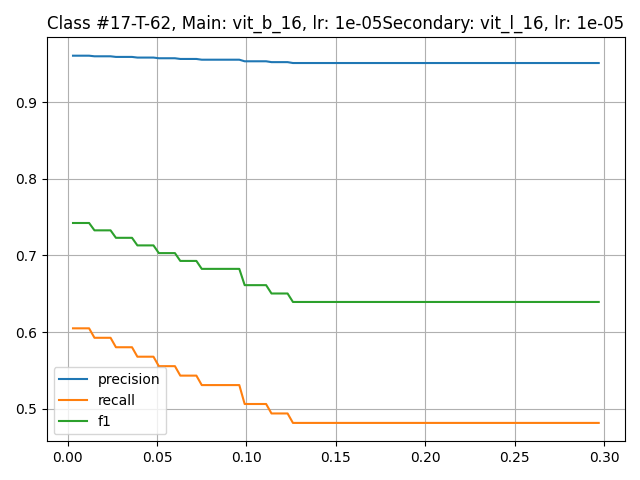 Class #17-T-62, Main: vit_b_16, lr: 1e-05Secondary: vit_l_16, lr: 1e-05
0.9
0.8
0.7
0.6
0.5
precision
recall
f1
0.00 0.05 0.10 0.15 0.20 0.25 0.30